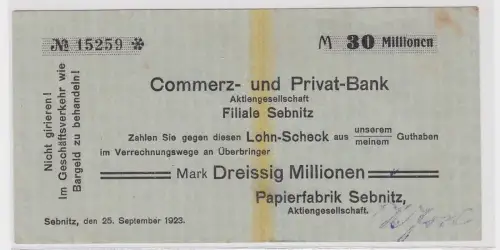 № 15259 ✻
M 30 Millionen
Nicht girieren!
Im Geschäftsverkehr wie
Bargeld zu behandeln!
Commerz- und Privat-Bank
Aktiengesellschaft
Filiale Sebnitz
Zahlen Sie gegen diesen Lohn-Scheck aus unserem/meinem Guthaben
im Verrechnungswege an Überbringer
Mark Dreissig Millionen
Papierfabrik Sebnitz,
Aktiengesellschaft.
Sebnitz, den 25. September 1923.